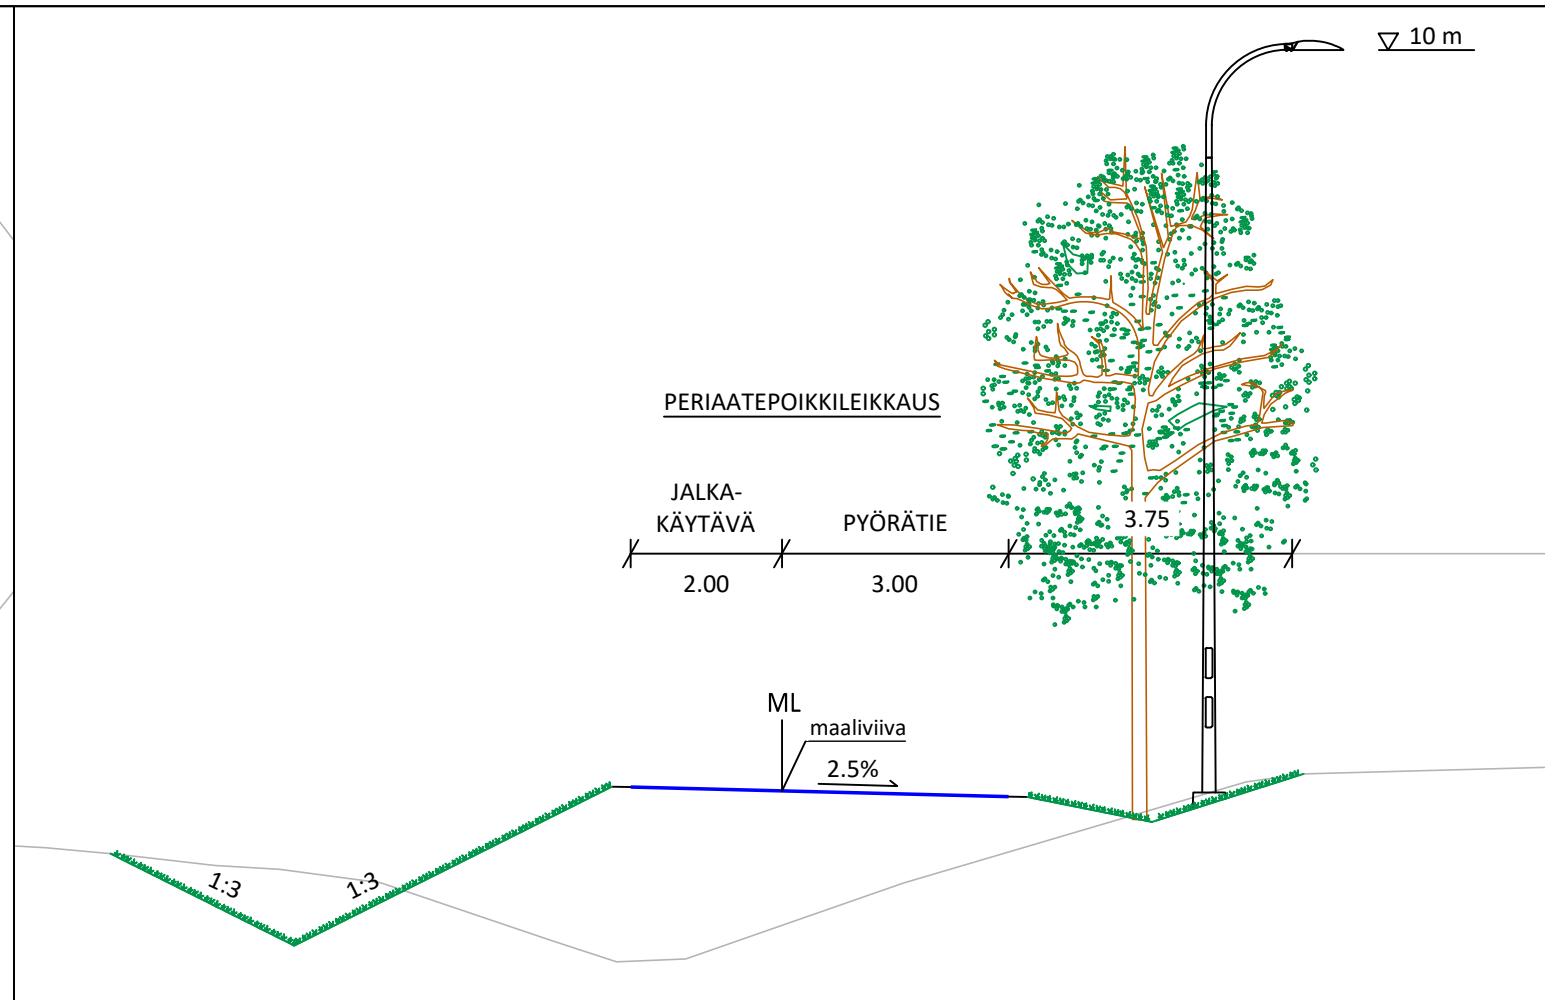 10 m
PERIAATEPOIKKILEIKKAUS
JALKA-
KÄYTÄVÄ
PYÖRÄTIE
3.75
2.00
3.00
ML
maaliviiva
2.5%
1:3
1:3